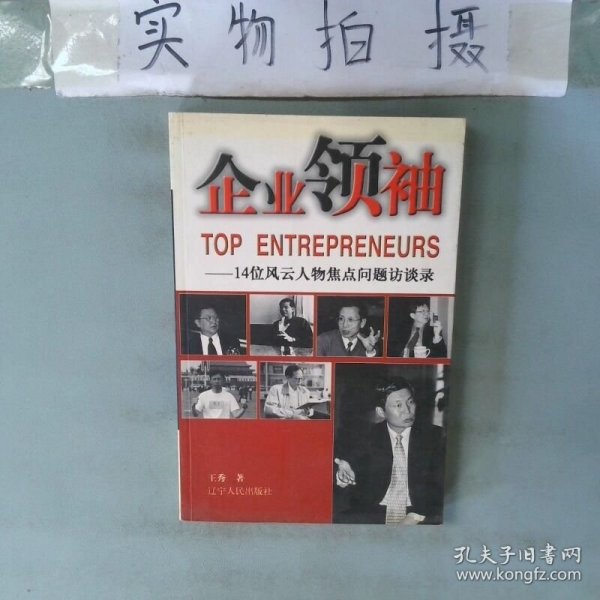 实物拍摄
企业领袖
TOP ENTREPRENEURS
——14位风云人物焦点问题访谈录
王秀 著
辽宁人民出版社
孔夫子旧书网
www.kongfz.com